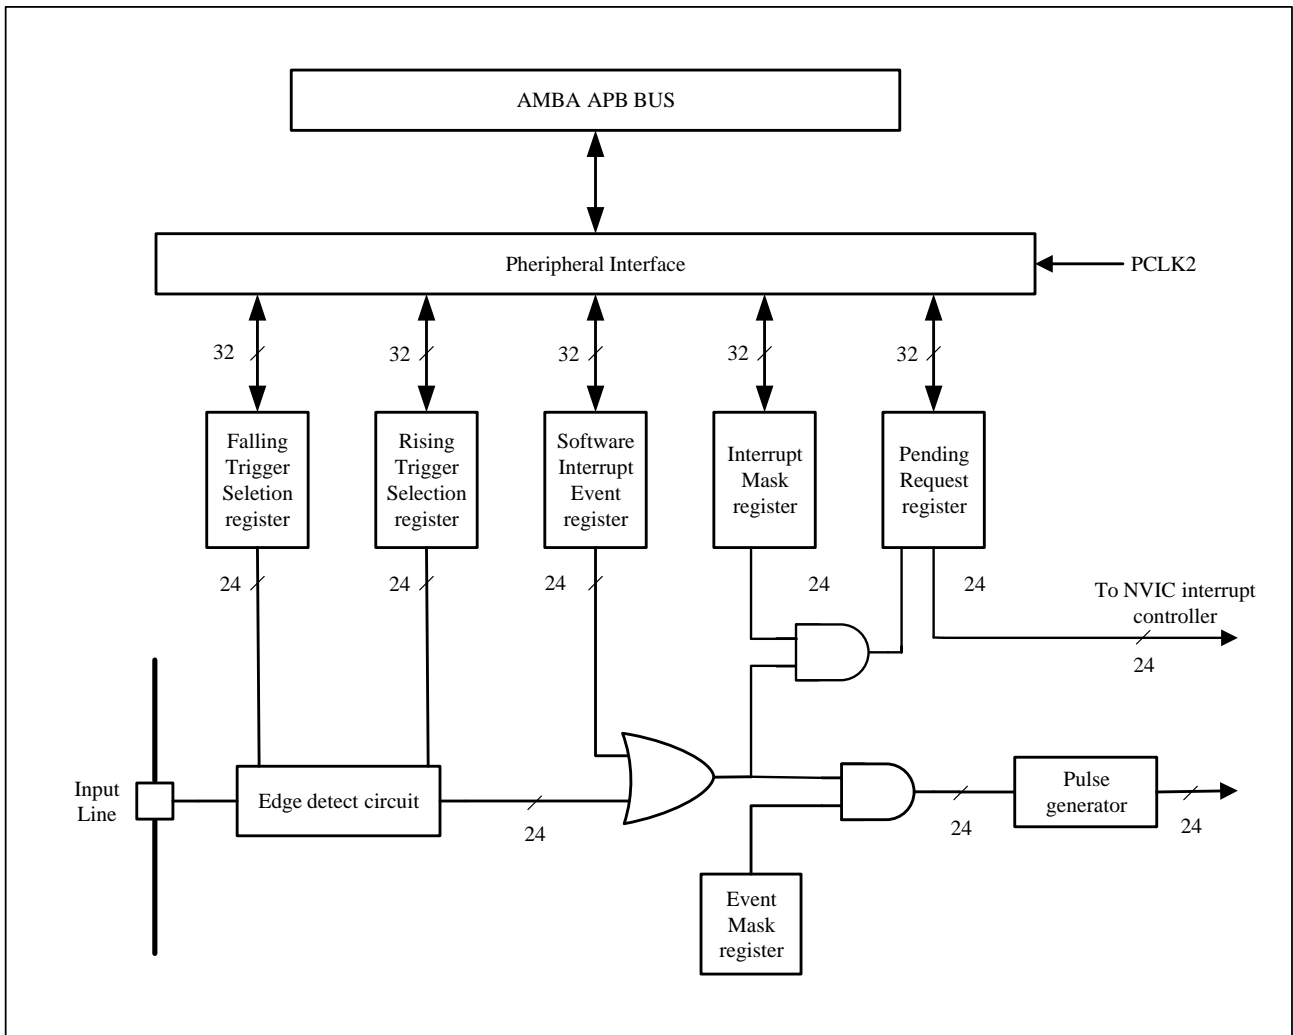 AMBA APB BUS
Pheripheral Interface
PCLK2
32
32
32
32
32
Falling
Trigger
Seletion
register
Rising
Trigger
Selection
register
Software
Interrupt
Event
register
Interrupt
Mask
register
Pending
Request
register
24
24
24
24
24
To NVIC interrupt
controller
24
Input
Line
Edge detect circuit
24
Pulse
generator
24
24
Event
Mask
register